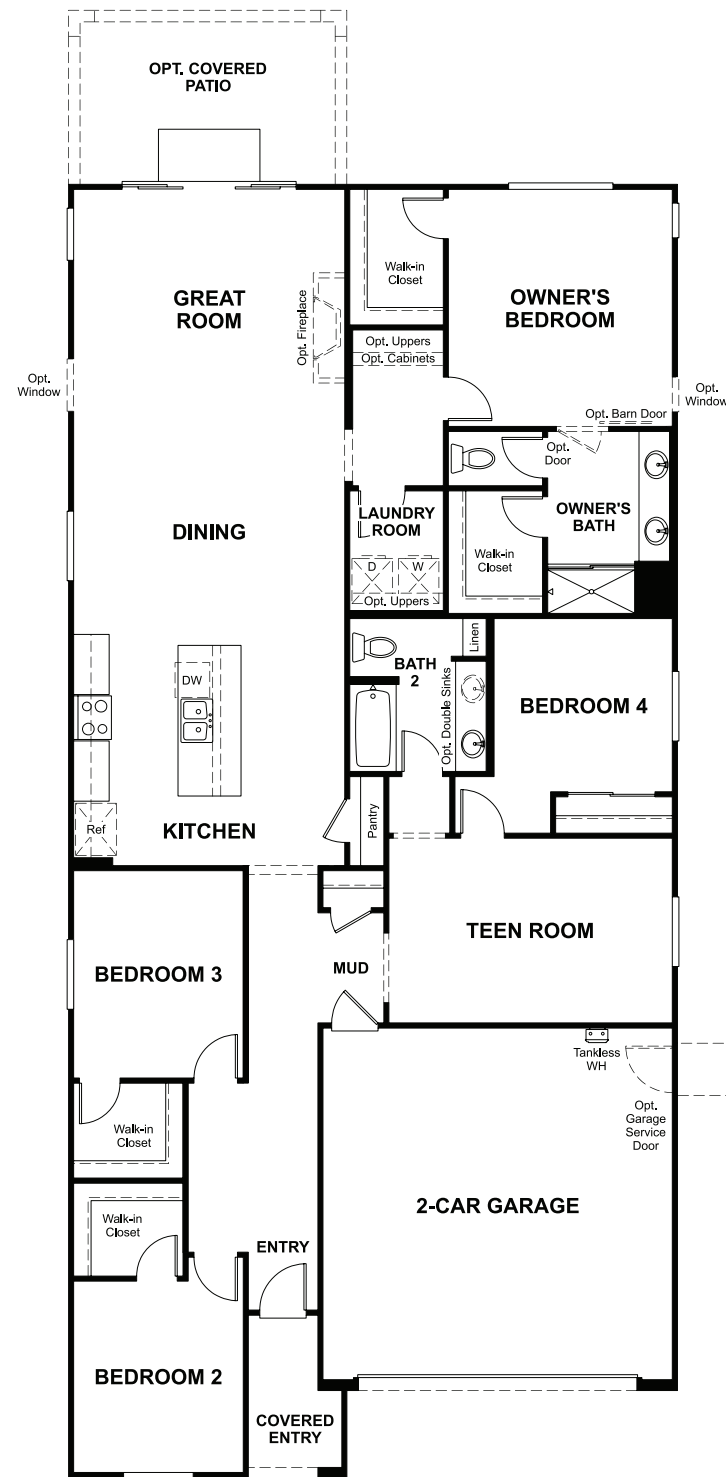 OPT. COVERED
PATIO
GREAT
ROOM
Opt. Fireplace
Walk-in
Closet
OWNER'S
BEDROOM
Opt. Uppers
Opt. Cabinets
Opt.
Window
Opt.
Window
Opt. Barn Door
Opt.
Door
OWNER'S
BATH
DINING
LAUNDRY
ROOM
D
W
Opt. Uppers
Walk-in
Closet
DW
BATH
2
Linen
Opt. Double Sinks
BEDROOM 4
Ref
KITCHEN
Pantry
TEEN ROOM
BEDROOM 3
MUD
Tankless
WH
Opt.
Garage
Service
Door
Walk-in
Closet
Walk-in
Closet
2-CAR GARAGE
ENTRY
BEDROOM 2
COVERED
ENTRY